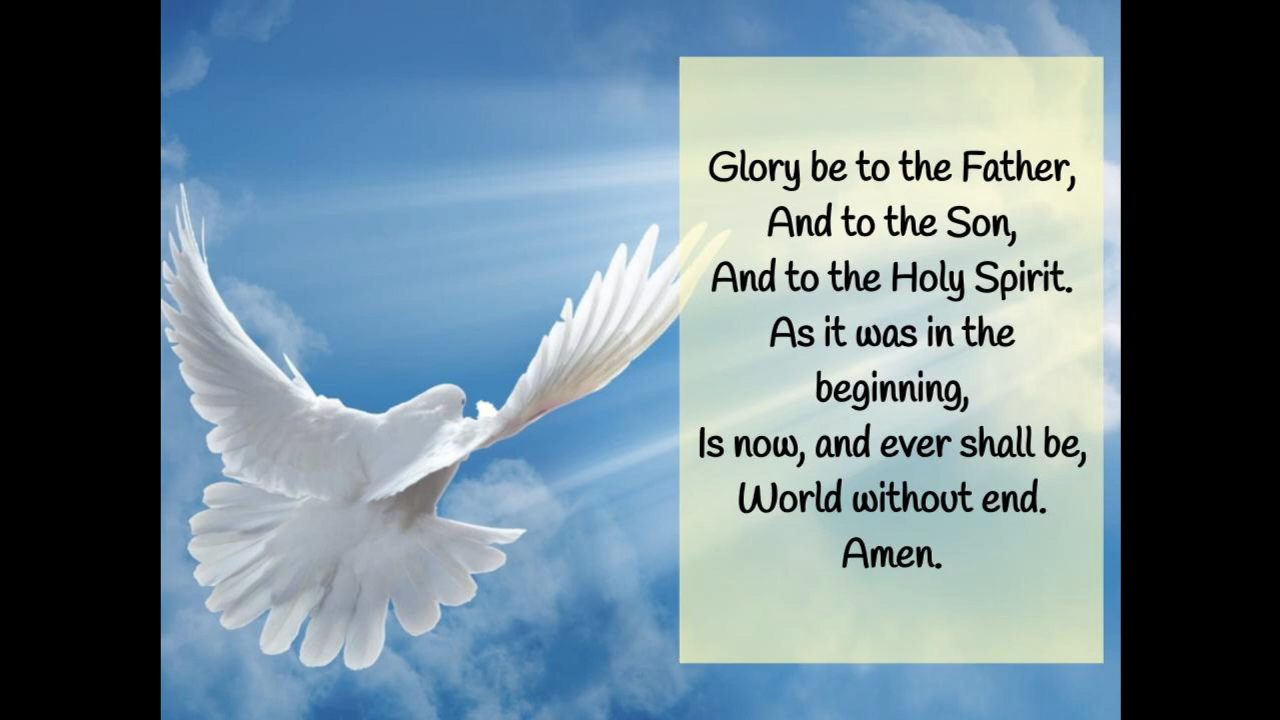 Glory be to the Father,
And to the Son,
And to the Holy Spirit.
As it was in the
beginning,
Is now, and ever shall be,
World without end.
Amen.